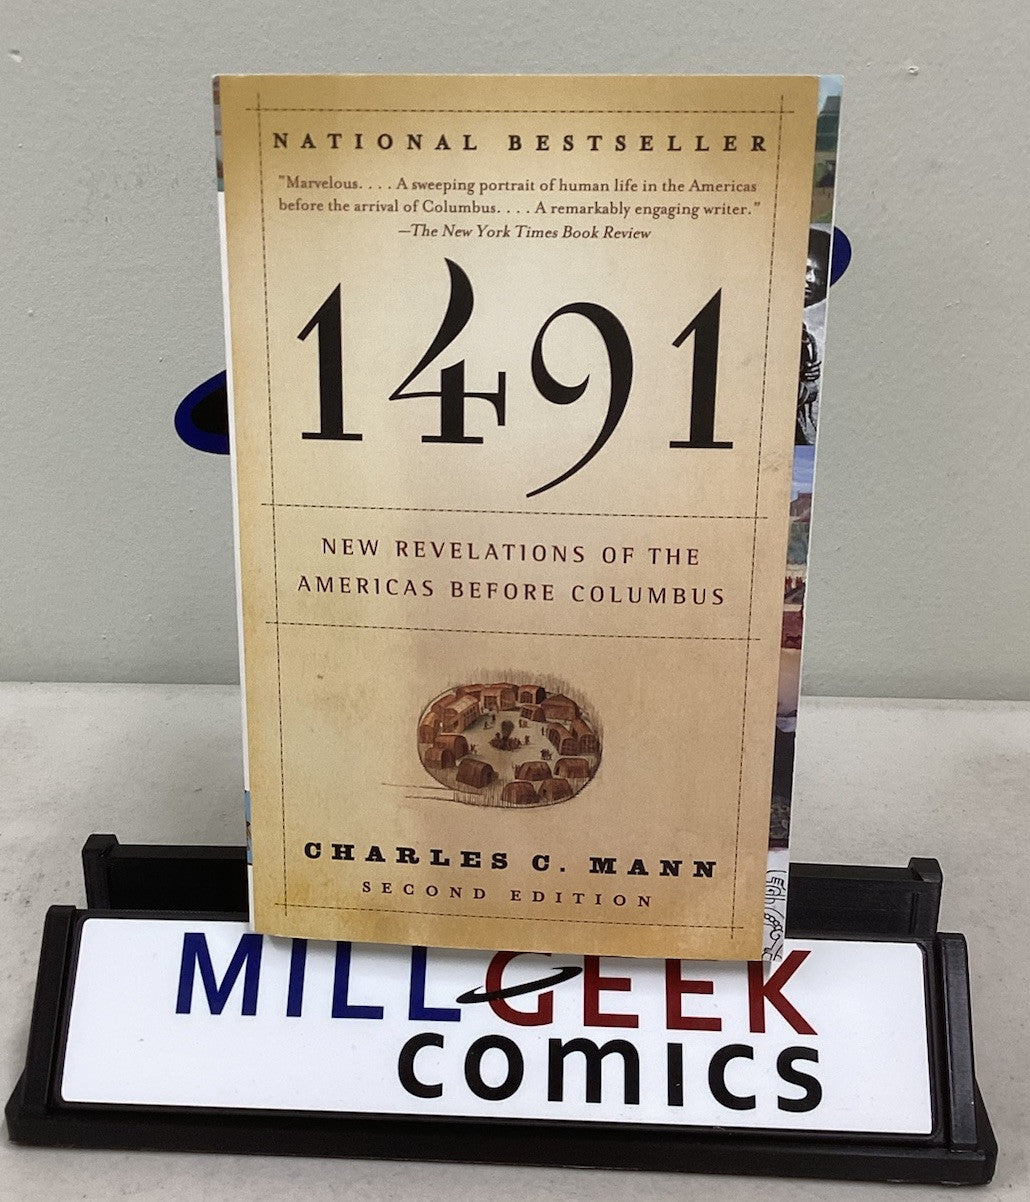 NATIONAL BESTSELLER
"Marvelous. . . . A sweeping portrait of human life in the Americas
before the arrival of Columbus. . . . A remarkably engaging writer."
—The New York Times Book Review
1491
NEW REVELATIONS OF THE
AMERICAS BEFORE COLUMBUS
CHARLES C. MANN
SECOND EDITION
MILL GEEK
comics